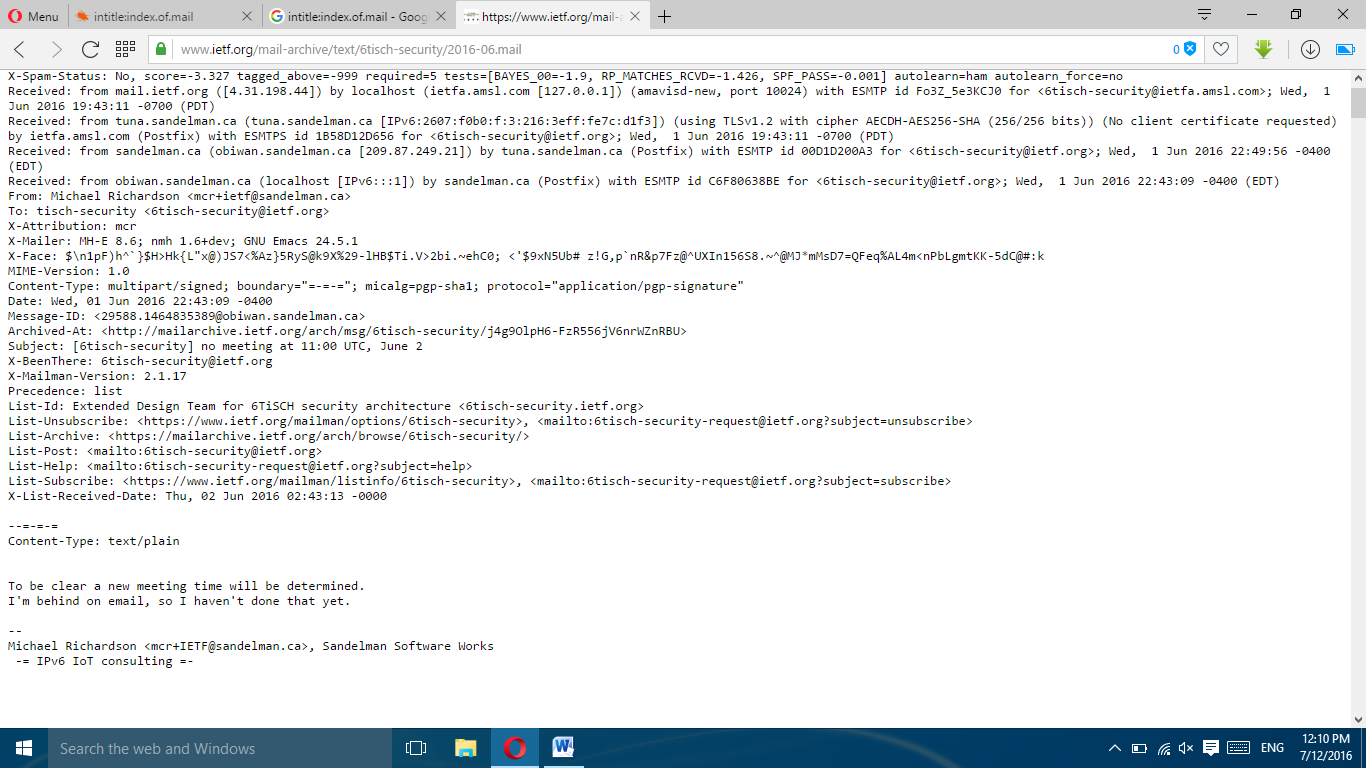 Menu
intitle:index.of.mail
intitle:index.of.mail - Goog
https://www.ietf.org/mail-a
www.ietf.org/mail-archive/text/6tisch-security/2016-06.mail
0
X-Spam-Status: No, score=-3.327 tagged_above=-999 required=5 tests=[BAYES_00=-1.9, RP_MATCHES_RCVD=-1.426, SPF_PASS=-0.001] autolearn=ham autolearn_force=no
Received: from mail.ietf.org ([4.31.198.44]) by localhost (ietfa.amsl.com [127.0.0.1]) (amavisd-new, port 10024) with ESMTP id Fo3Z_5e3KCJ0 for <6tisch-security@ietfa.amsl.com>; Wed,  1
Jun 2016 19:43:11 -0700 (PDT)
Received: from tuna.sandelman.ca (tuna.sandelman.ca [IPv6:2607:f0b0:f:3:216:3eff:fe7c:d1f3]) (using TLSv1.2 with cipher AECDH-AES256-SHA (256/256 bits)) (No client certificate requested)
by ietfa.amsl.com (Postfix) with ESMTPS id 1B58D12D656 for <6tisch-security@ietf.org>; Wed,  1 Jun 2016 19:43:11 -0700 (PDT)
Received: from sandelman.ca (obiwan.sandelman.ca [209.87.249.21]) by tuna.sandelman.ca (Postfix) with ESMTP id 00D1D200A3 for <6tisch-security@ietf.org>; Wed,  1 Jun 2016 22:49:56 -0400
(EDT)
Received: from obiwan.sandelman.ca (localhost [IPv6:::1]) by sandelman.ca (Postfix) with ESMTP id C6F80638BE for <6tisch-security@ietf.org>; Wed,  1 Jun 2016 22:43:09 -0400 (EDT)
From: Michael Richardson <mcr+ietf@sandelman.ca>
To: tisch-security <6tisch-security@ietf.org>
X-Attribution: mcr
X-Mailer: MH-E 8.6; nmh 1.6+dev; GNU Emacs 24.5.1
X-Face: $\n1pF)h^`}$H>Hk{L"x@)JS7<%Az}5RyS@k9X%29-lHB$Ti.V>2bi.~ehC0; <'$9xN5Ub# z!G,p`nR&p7Fz@^UXIn156S8.~^@MJ*mMsD7=QFeq%AL4m<nPbLgmtKK-5dC@#:k
MIME-Version: 1.0
Content-Type: multipart/signed; boundary="=-=-="; micalg=pgp-sha1; protocol="application/pgp-signature"
Date: Wed, 01 Jun 2016 22:43:09 -0400
Message-ID: <29588.1464835389@obiwan.sandelman.ca>
Archived-At: <http://mailarchive.ietf.org/arch/msg/6tisch-security/j4g9OlpH6-FzR556jV6nrWZnRBU>
Subject: [6tisch-security] no meeting at 11:00 UTC, June 2
X-BeenThere: 6tisch-security@ietf.org
X-Mailman-Version: 2.1.17
Precedence: list
List-Id: Extended Design Team for 6TiSCH security architecture <6tisch-security.ietf.org>
List-Unsubscribe: <https://www.ietf.org/mailman/options/6tisch-security>, <mailto:6tisch-security-request@ietf.org?subject=unsubscribe>
List-Archive: <https://mailarchive.ietf.org/arch/browse/6tisch-security/>
List-Post: <mailto:6tisch-security@ietf.org>
List-Help: <mailto:6tisch-security-request@ietf.org?subject=help>
List-Subscribe: <https://www.ietf.org/mailman/listinfo/6tisch-security>, <mailto:6tisch-security-request@ietf.org?subject=subscribe>
X-List-Received-Date: Thu, 02 Jun 2016 02:43:13 -0000
--=-=-=
Content-Type: text/plain
To be clear a new meeting time will be determined.
I'm behind on email, so I haven't done that yet.
--
Michael Richardson <mcr+IETF@sandelman.ca>, Sandelman Software Works
 -= IPv6 IoT consulting =-
Search the web and Windows
ENG
12:10 PM
7/12/2016